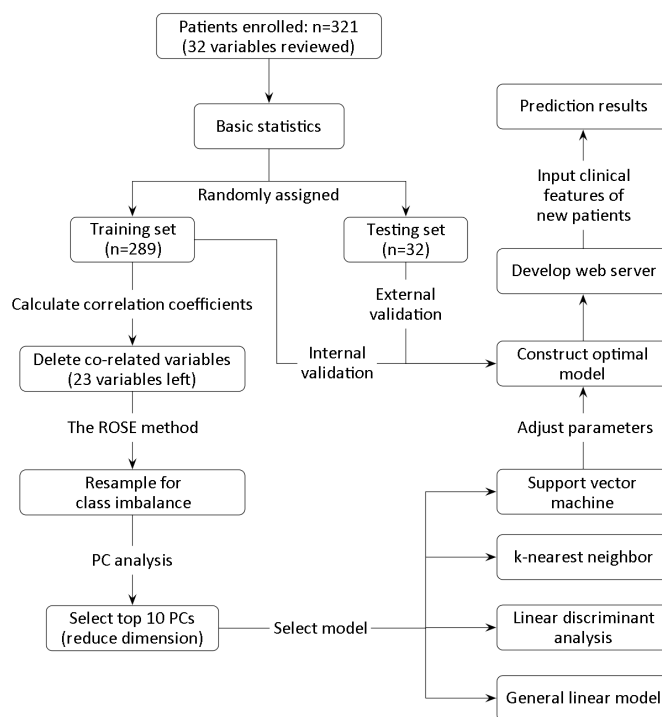 Patients enrolled: n=321
(32 variables reviewed)
Basic statistics
Randomly assigned
Training set
(n=289)
Testing set
(n=32)
Calculate correlation coefficients
External
validation
Internal
validation
Delete co-related variables
(23 variables left)
The ROSE method
Resample for
class imbalance
PC analysis
Select top 10 PCs
(reduce dimension)
Select model
Prediction results
Input clinical
features of
new patients
Develop web server
Construct optimal
model
Adjust parameters
Support vector
machine
k-nearest neighbor
Linear discriminant
analysis
General linear model